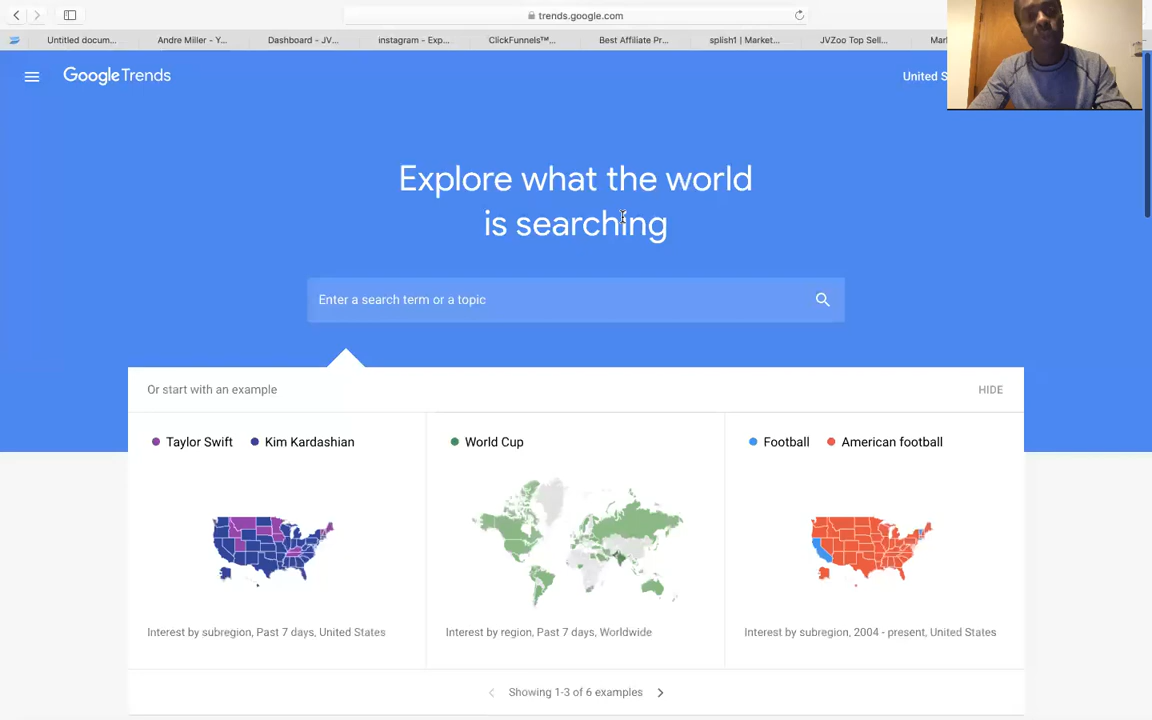 trends.google.com
Untitled docum...
Andre Miller - Y...
Dashboard - JV...
instagram - Exp...
ClickFunnels™...
Best Affiliate Pr...
splish1 | Market...
JVZoo Top Sell...
Mar
Google Trends
United S
Explore what the world
is searching
Enter a search term or a topic
Or start with an example
HIDE
Taylor Swift
Kim Kardashian
World Cup
Football
American football
Interest by subregion, Past 7 days, United States
Interest by region, Past 7 days, Worldwide
Interest by subregion, 2004 - present, United States
Showing 1-3 of 6 examples